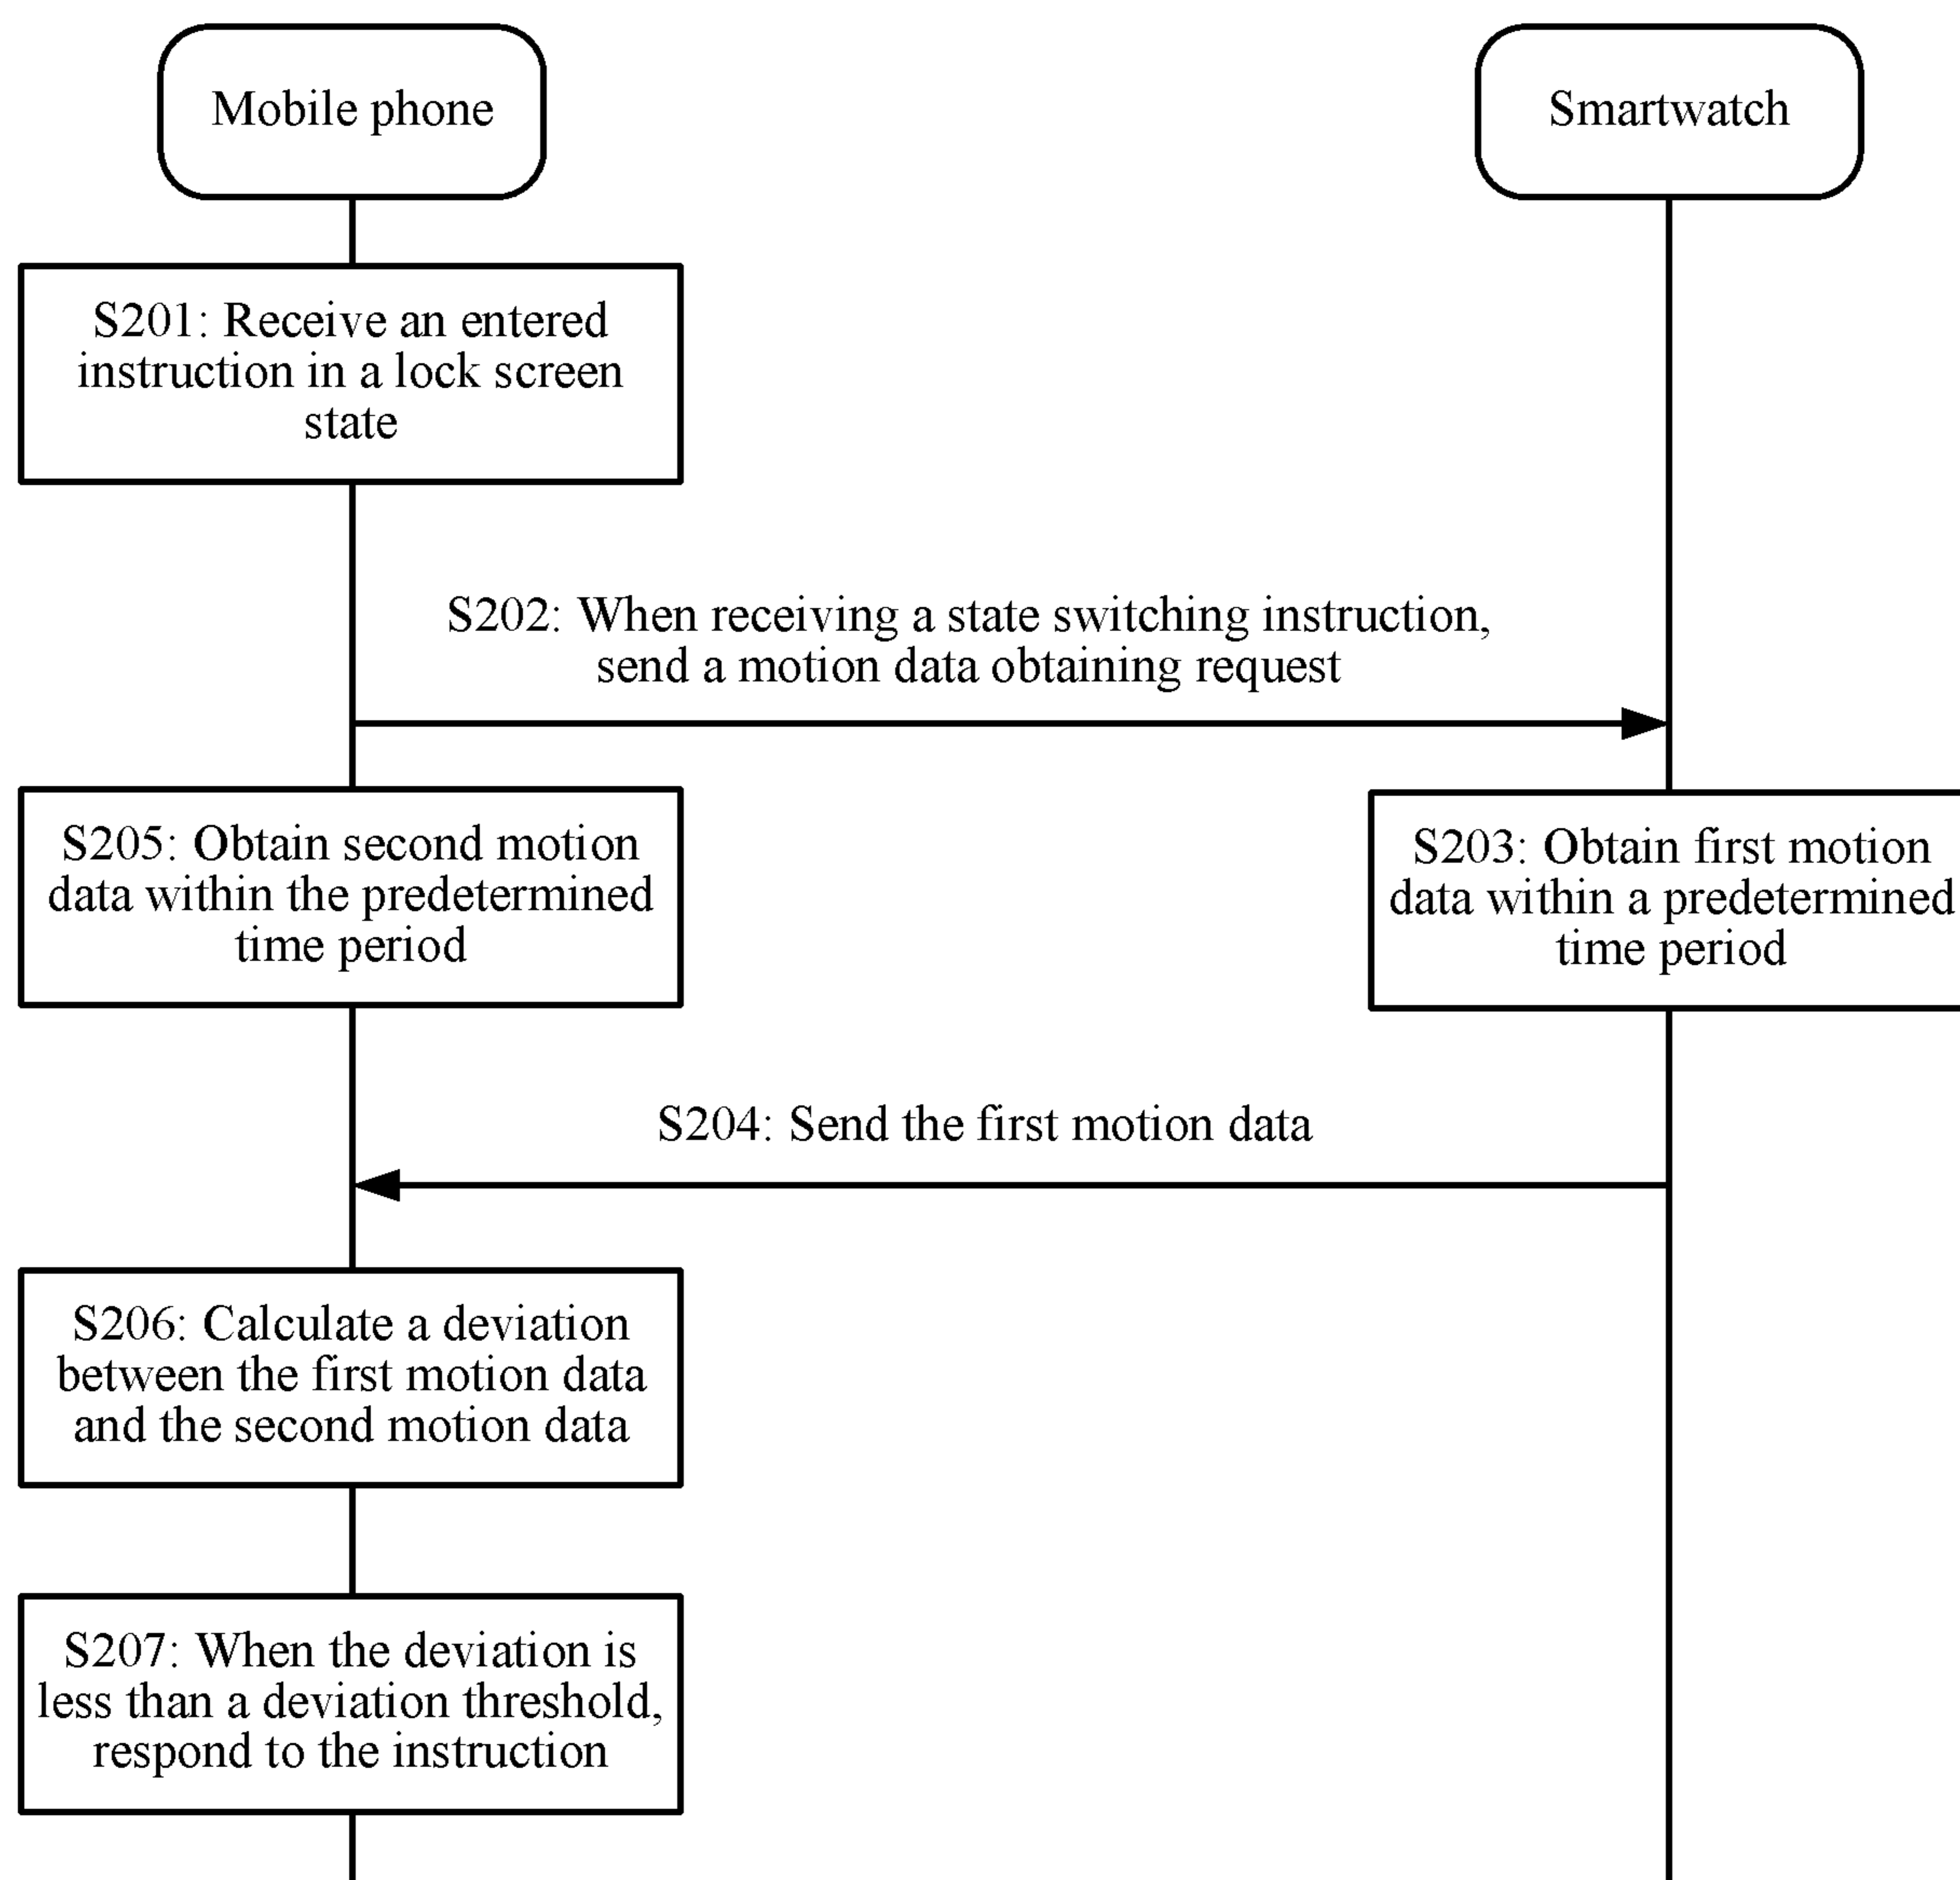 Mobile phone
Smartwatch
S201: Receive an entered
instruction in a lock screen
state
S202: When receiving a state switching instruction,
send a motion data obtaining request
S205: Obtain second motion
data within the predetermined
time period
S203: Obtain first motion
data within a predetermined
time period
S204: Send the first motion data
S206: Calculate a deviation
between the first motion data
and the second motion data
S207: When the deviation is
less than a deviation threshold,
respond to the instruction